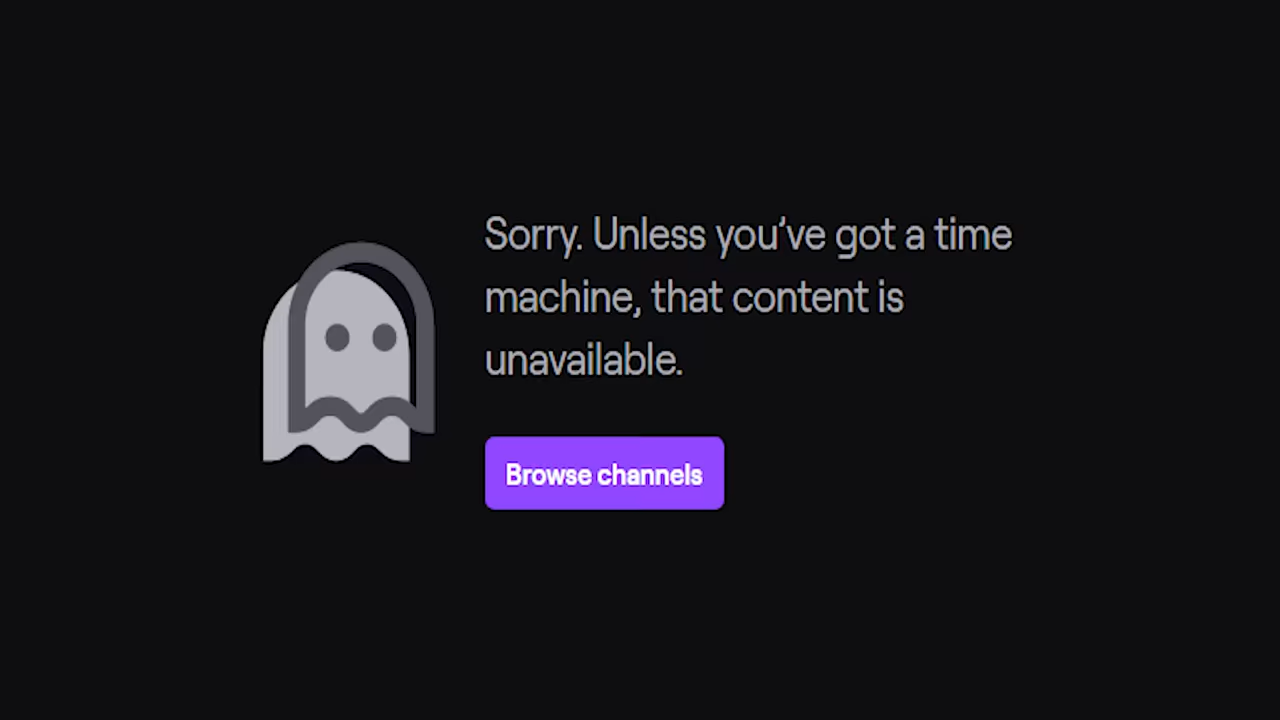 Sorry. Unless you’ve got a time
machine, that content is
unavailable.
Browse channels